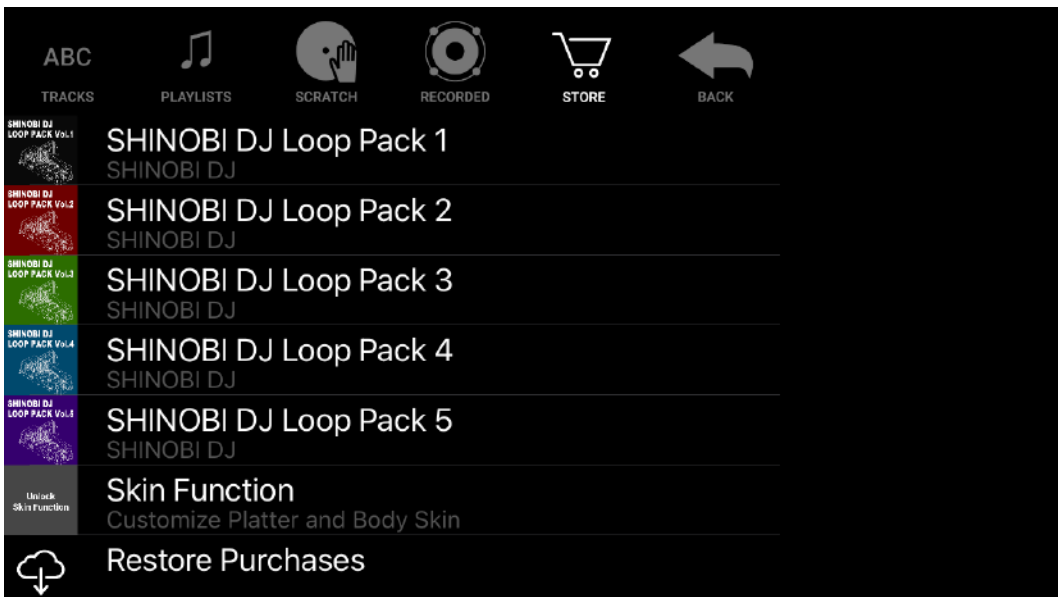 ABC
TRACKS
PLAYLISTS
SCRATCH
RECORDED
STORE
BACK
SHINOBI DJ
LOOP PACK Vol.1
SHINOBI DJ Loop Pack 1
SHINOBI DJ
SHINOBI DJ
LOOP PACK Vol.2
SHINOBI DJ Loop Pack 2
SHINOBI DJ
SHINOBI DJ
LOOP PACK Vol.3
SHINOBI DJ Loop Pack 3
SHINOBI DJ
SHINOBI DJ
LOOP PACK Vol.4
SHINOBI DJ Loop Pack 4
SHINOBI DJ
SHINOBI DJ
LOOP PACK Vol.5
SHINOBI DJ Loop Pack 5
SHINOBI DJ
Unlock
Skin Function
Skin Function
Customize Platter and Body Skin
Restore Purchases